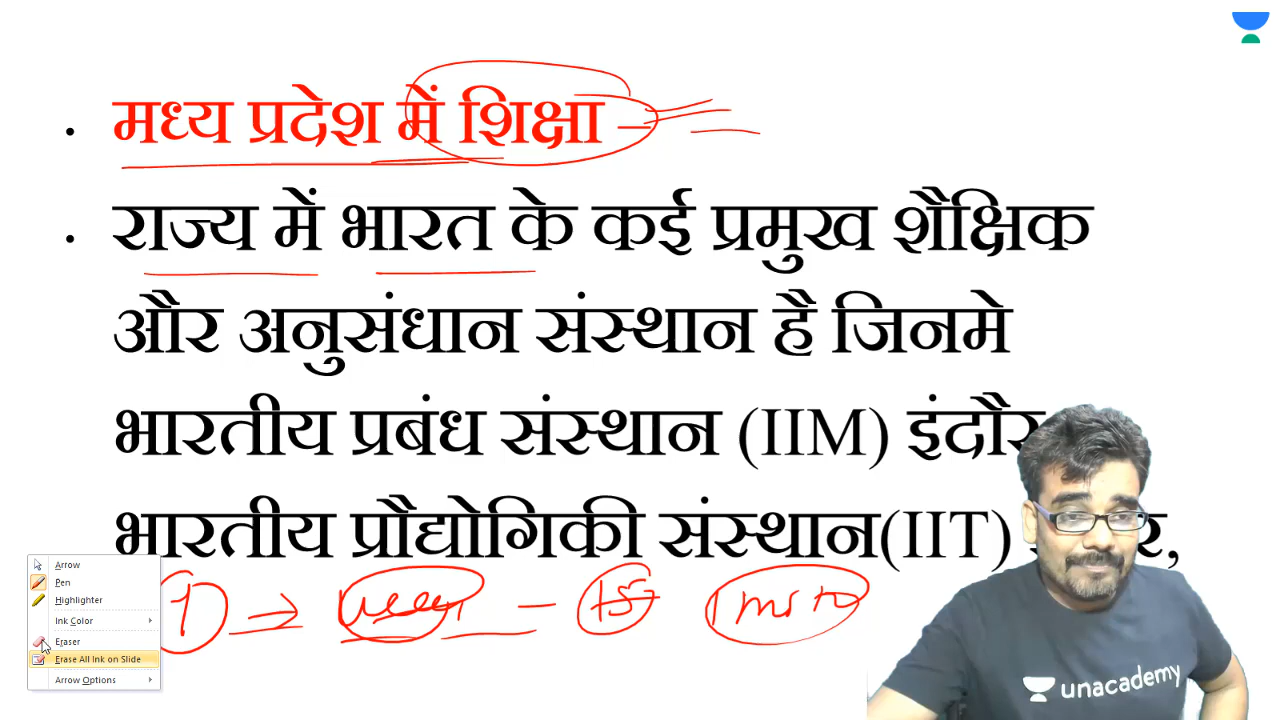 मध्य प्रदेश में शिक्षा –
राज्य में भारत के कई प्रमुख शैक्षिक
और अनुसंधान संस्थान है जिनमे
भारतीय प्रबंध संस्थान (IIM) इंदौर
भारतीय प्रौद्योगिकी संस्थान(IIT)
Arrow
Pen
Highlighter
Ink Color
Eraser
Erase All Ink on Slide
Arrow Options
unacademy